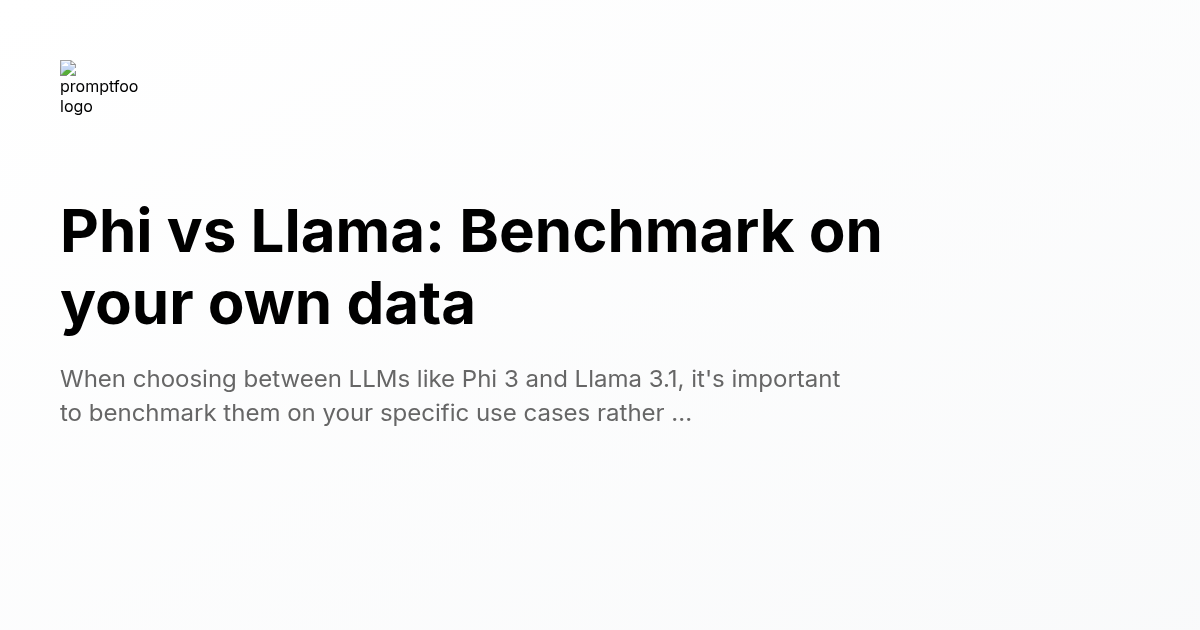 promptfoo
logo
Phi vs Llama: Benchmark on
your own data
When choosing between LLMs like Phi 3 and Llama 3.1, it's important
to benchmark them on your specific use cases rather ...